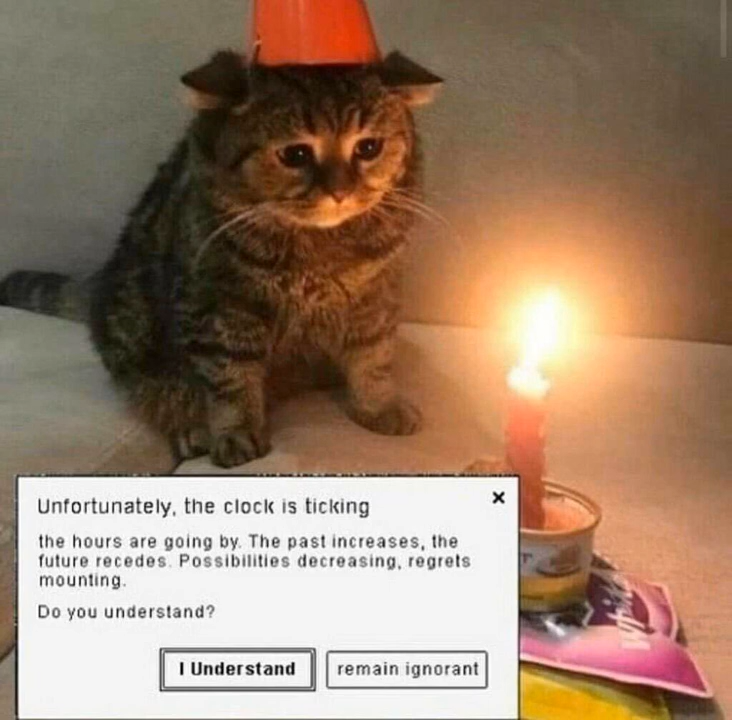 Unfortunately, the clock is ticking
the hours are going by. The past increases, the
future recedes. Possibilities decreasing, regrets
mounting.
Do you understand?
I Understand
remain ignorant